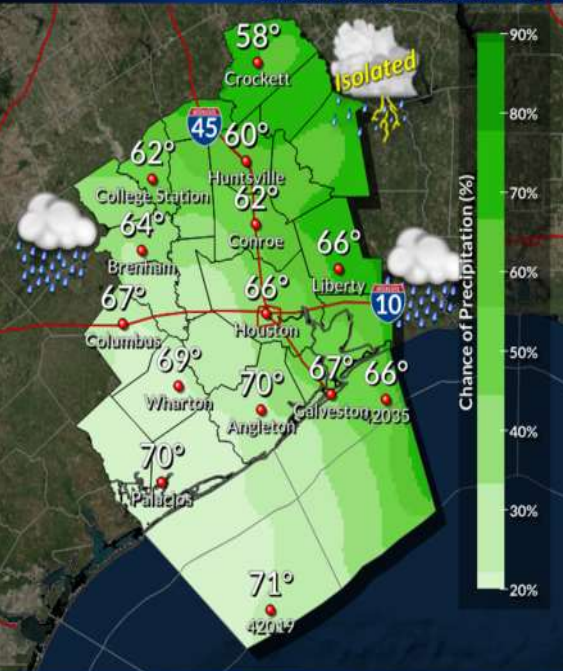 58°
Crockett
Isolated
45
60°
Huntsville
62°
College Station
62°
Conroe
64°
Brenham
66°
Liberty
67°
Columbus
66°
Houston
10
69°
Wharton
70°
Angleton
67°
Galveston
66°
42035
70°
Palacios
71°
42019
Chance of Precipitation (%)
90%
80%
70%
60%
50%
40%
30%
20%